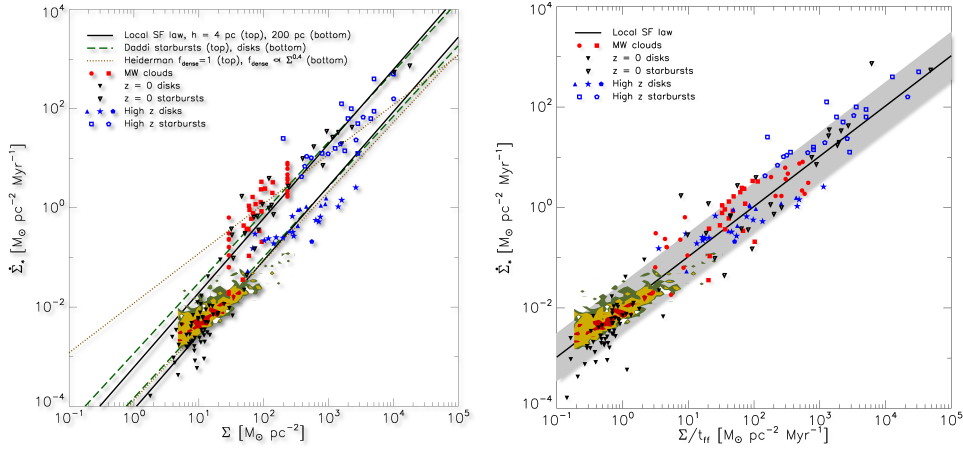 Local SF law, h = 4 pc (top), 200 pc (bottom)
Daddi starbursts (top), disks (bottom)
Heiderman f_dense=1 (top), f_dense ∝ Σ^0.4 (bottom)
MW clouds
z = 0 disks
z = 0 starbursts
High z disks
High z starbursts
10^4
10^2
10^0
10^−2
10^−4
Σ̇_* [M_⊙ pc^−2 Myr^−1]
10^−1 10^0 10^1 10^2 10^3 10^4 10^5
Σ [M_⊙ pc^−2]
Local SF law
MW clouds
z = 0 disks
z = 0 starbursts
High z disks
High z starbursts
10^4
10^2
10^0
10^−2
10^−4
Σ̇_* [M_⊙ pc^−2 Myr^−1]
10^−1 10^0 10^1 10^2 10^3 10^4 10^5
Σ/t_ff [M_⊙ pc^−2 Myr^−1]